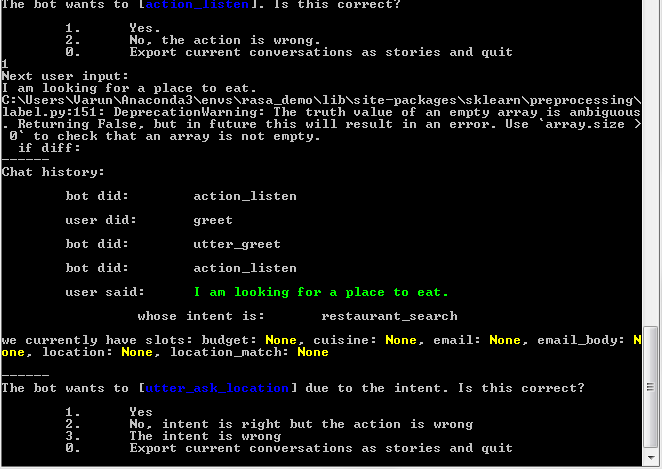 The bot wants to [action_listen]. Is this correct?
1. Yes.
2. No, the action is wrong.
0. Export current conversations as stories and quit
1
Next user input:
I am looking for a place to eat.
C:\Users\Varun\Anaconda3\envs\rasa_demo\lib\site-packages\sklearn\preprocessing\
label.py:151: DeprecationWarning: The truth value of an empty array is ambiguous
. Returning False, but in future this will result in an error. Use `array.size >
0` to check that an array is not empty.
if diff:
------
Chat history:
bot did: action_listen
user did: greet
bot did: utter_greet
bot did: action_listen
user said: I am looking for a place to eat.
whose intent is: restaurant_search
we currently have slots: budget: None, cuisine: None, email: None, email_body: N
one, location: None, location_match: None
------
The bot wants to [utter_ask_location] due to the intent. Is this correct?
1. Yes
2. No, intent is right but the action is wrong
3. The intent is wrong
0. Export current conversations as stories and quit